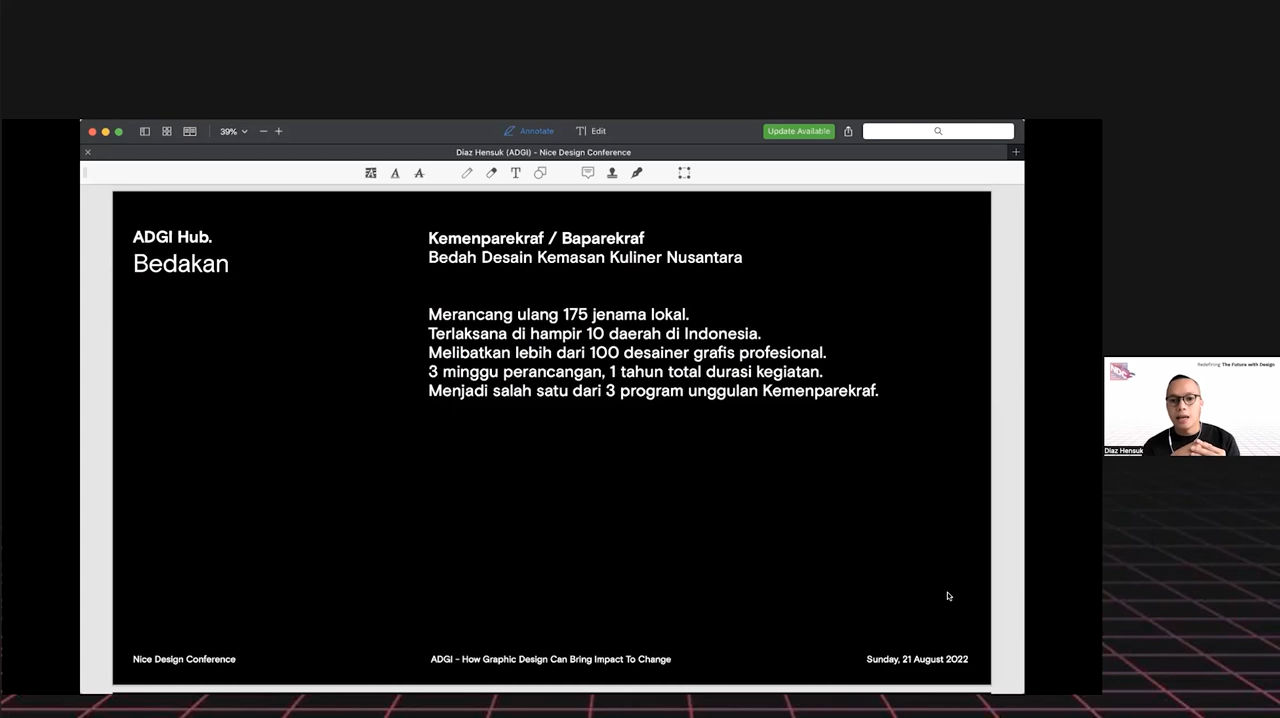 39%
Annotate
Edit
Update Available
Diaz Hensuk (ADGI) - Nice Design Conference
ADGI Hub.
Bedakan
Kemenparekraf / Baparekraf
Bedah Desain Kemasan Kuliner Nusantara
Merancang ulang 175 jenama lokal.
Terlaksana di hampir 10 daerah di Indonesia.
Melibatkan lebih dari 100 desainer grafis profesional.
3 minggu perancangan, 1 tahun total durasi kegiatan.
Menjadi salah satu dari 3 program unggulan Kemenparekraf.
Nice Design Conference
ADGI - How Graphic Design Can Bring Impact To Change
Sunday, 21 August 2022
Redefining The Future with Design
Diaz Hensuk